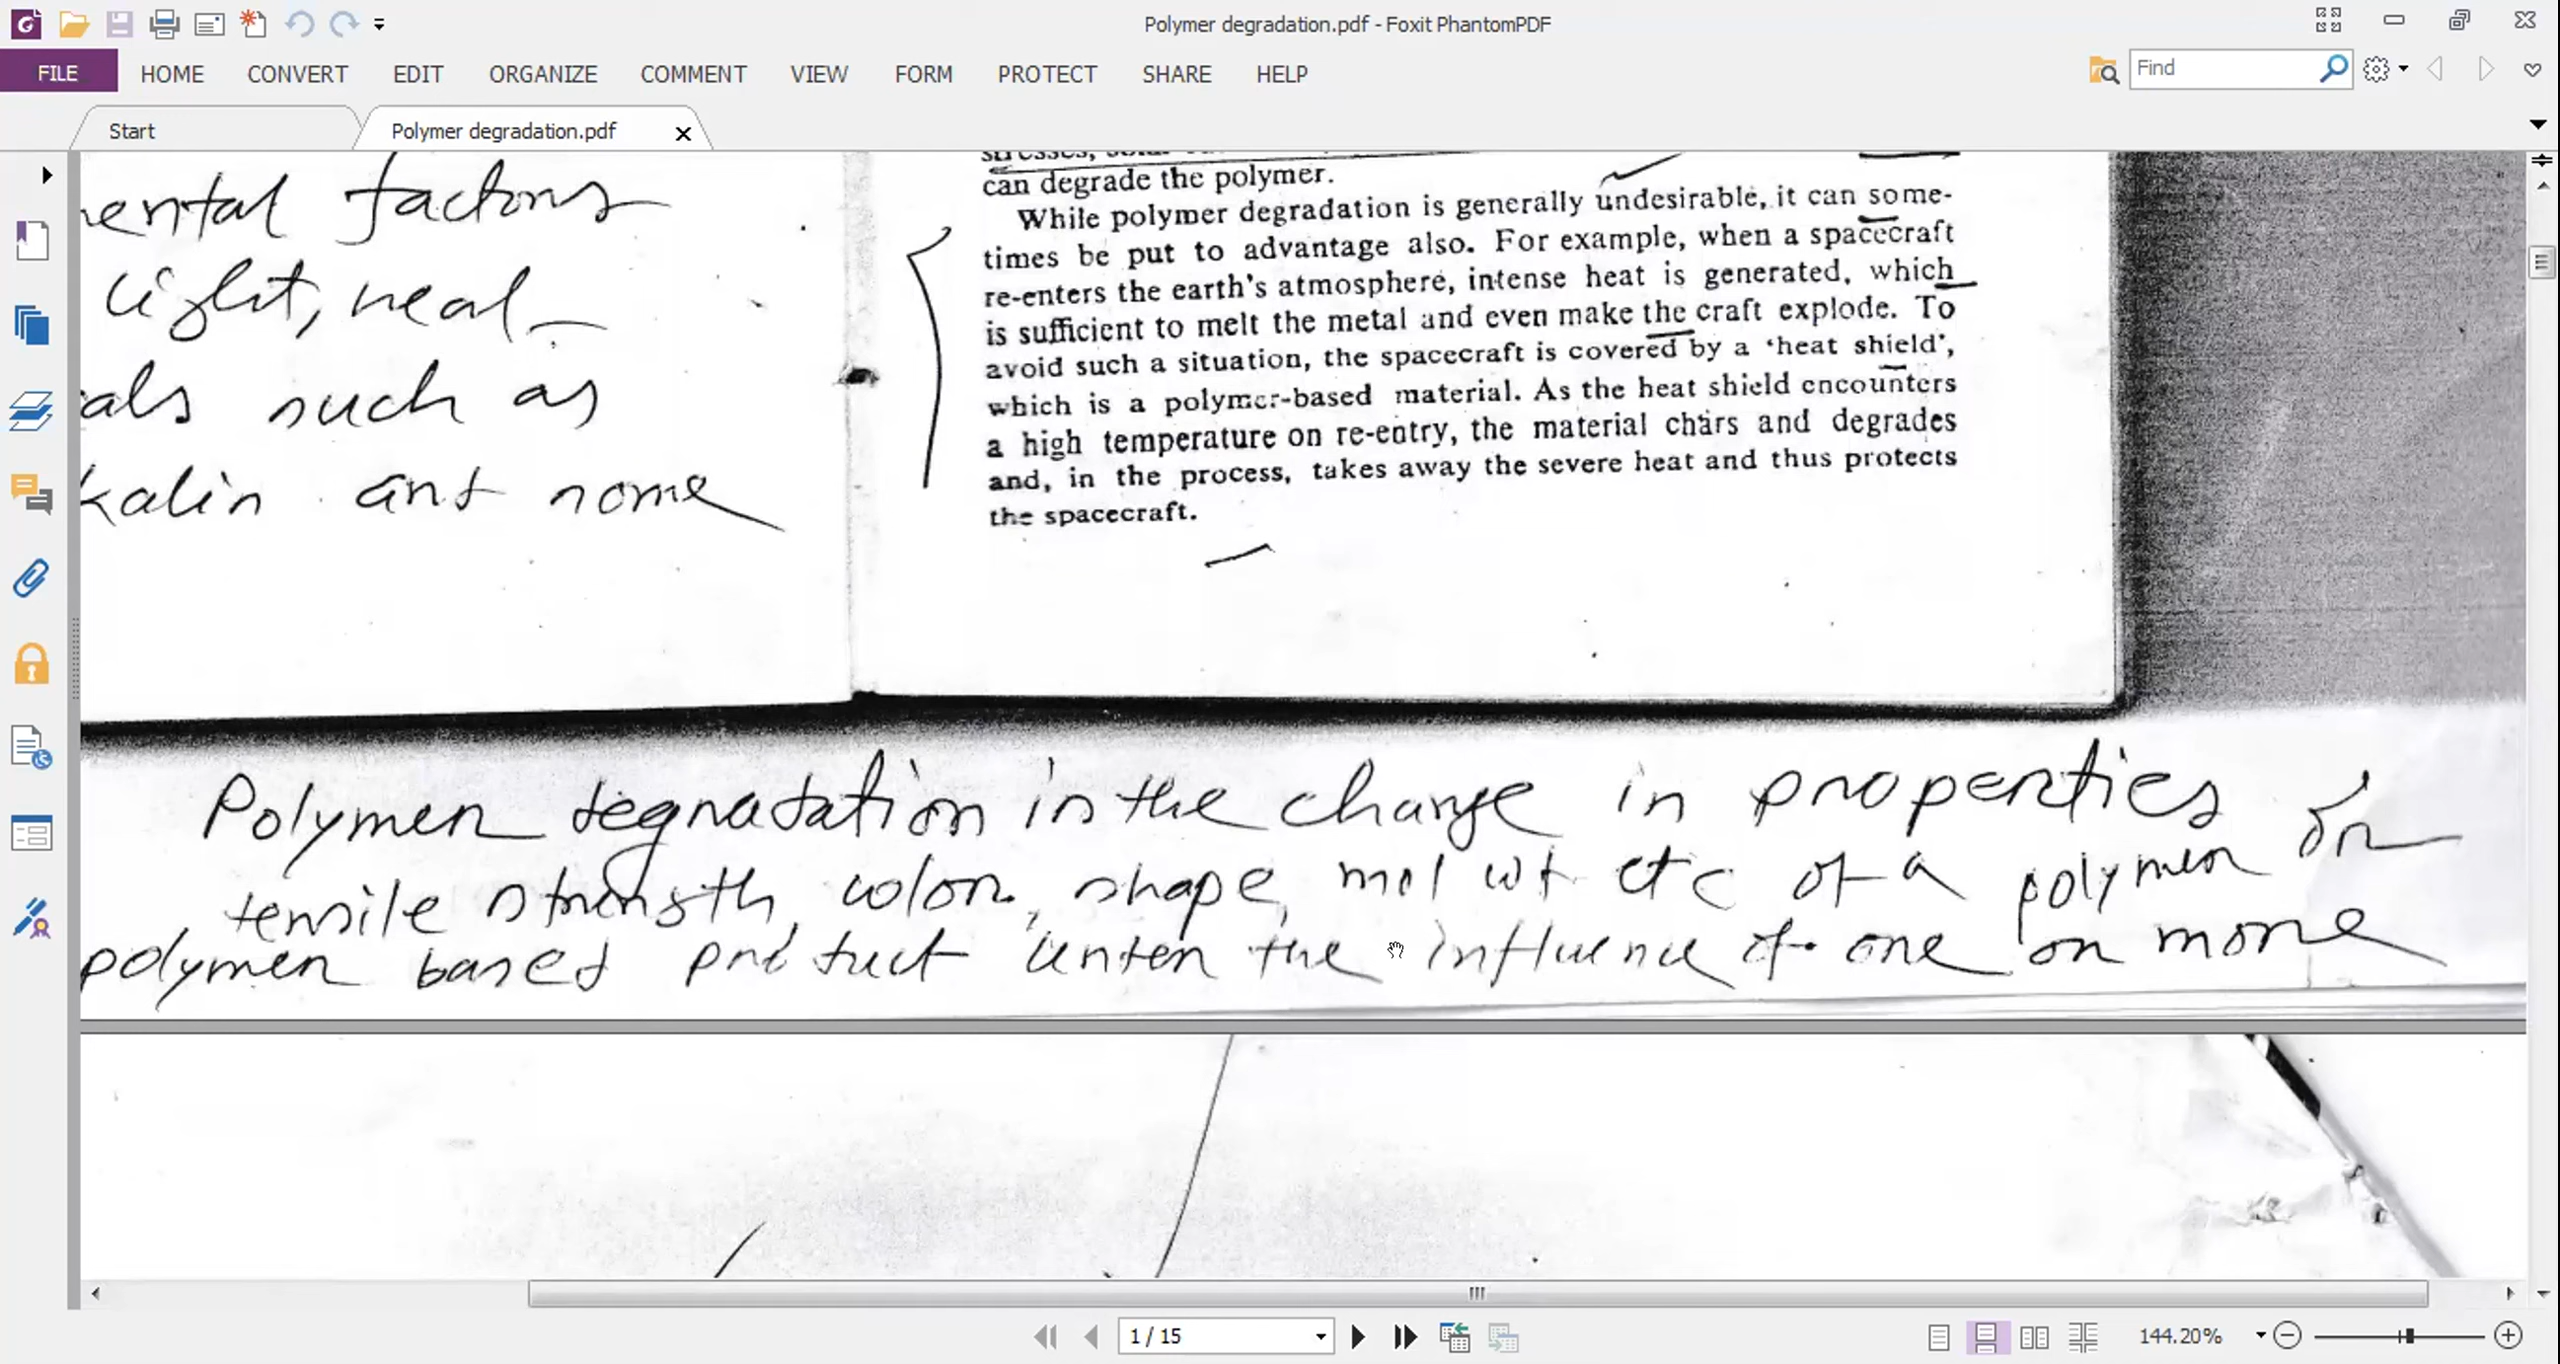 Polymer degradation.pdf - Foxit PhantomPDF
FILE HOME CONVERT EDIT ORGANIZE COMMENT VIEW FORM PROTECT SHARE HELP
Find
Start
Polymer degradation.pdf
ental factors
light, heat
als such as
kalis and some
stresses,
can degrade the polymer.
While polymer degradation is generally undesirable, it can some-
times be put to advantage also. For example, when a spacecraft
re-enters the earth's atmosphere, intense heat is generated, which
is sufficient to melt the metal and even make the craft explode. To
avoid such a situation, the spacecraft is covered by a 'heat shield',
which is a polymer-based material. As the heat shield encounters
a high temperature on re-entry, the material chars and degrades
and, in the process, takes away the severe heat and thus protects
the spacecraft.
Polymer degradation is the change in properties
tensile strength, color, shape, mol wt etc of a polymer or
polymer based product under the influence of one or more
1 / 15
144.20%